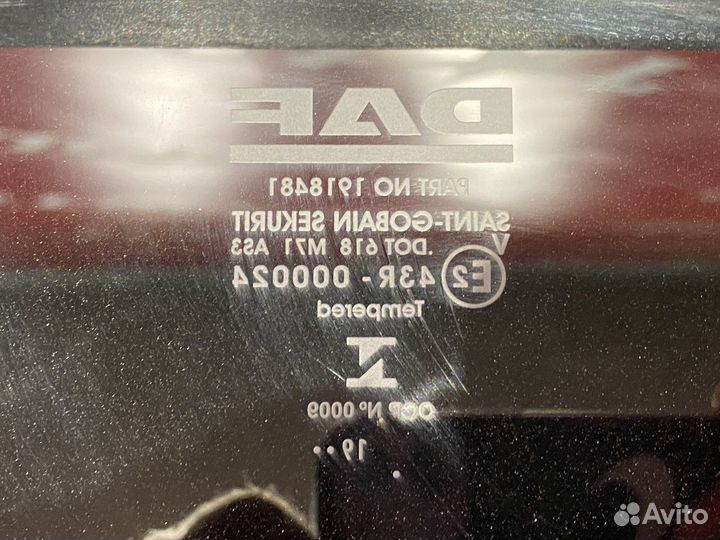 DAF
PART NO 1918481
SAINT-GOBAIN SEKURIT
V
.DOT 618 M71 AS3
E2 43R-000024
Tempered
OCP Nº 0009
19..
.
Avito